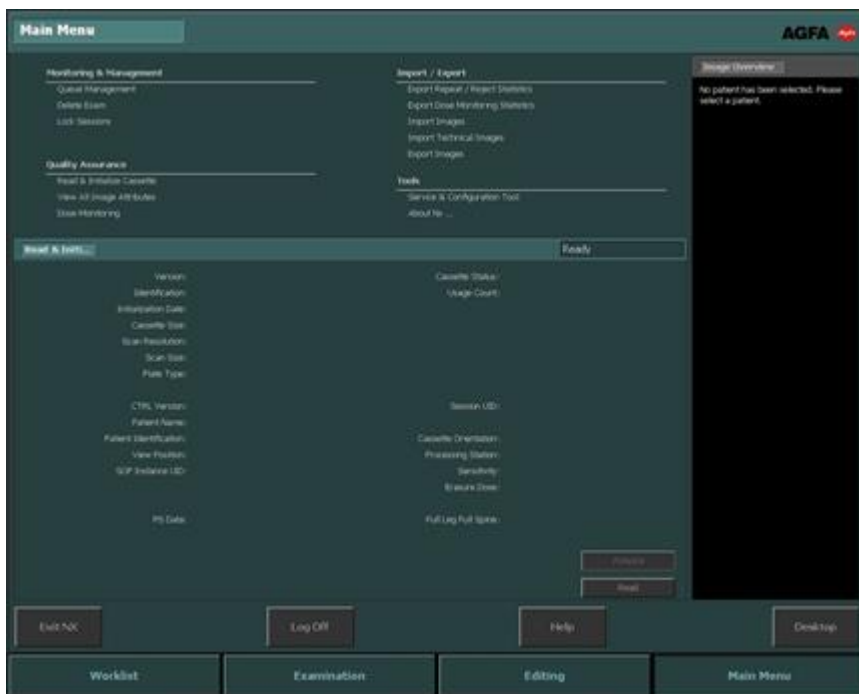 Main Menu
AGFA
Monitoring & Management
Queue Management
Delete Exam
Lock Sessions
Quality Assurance
Read & Initialize Cassette
View All Image Attributes
Dose Monitoring
Import / Export
Export Repeat / Reject Statistics
Export Dose Monitoring Statistics
Import Images
Import Technical Images
Export Images
Tools
Service & Configuration Tool
About Nx ...
Image Overview
No patient has been selected. Please
select a patient.
Read & Initi...
Ready
Version:
Identification:
Initialization Date:
Cassette Size:
Scan Resolution:
Scan Size:
Plate Type:
Cassette Status:
Usage Count:
CTRL Version:
Patient Name:
Patient Identification:
View Position:
SOP Instance UID:
PS Date:
Session UID:
Cassette Orientation:
Processing Station:
Sensitivity:
Erasure Dose:
Full Leg Full Spine:
Read
Exit NX
Log Off
Help
Desktop
Worklist
Examination
Editing
Main Menu